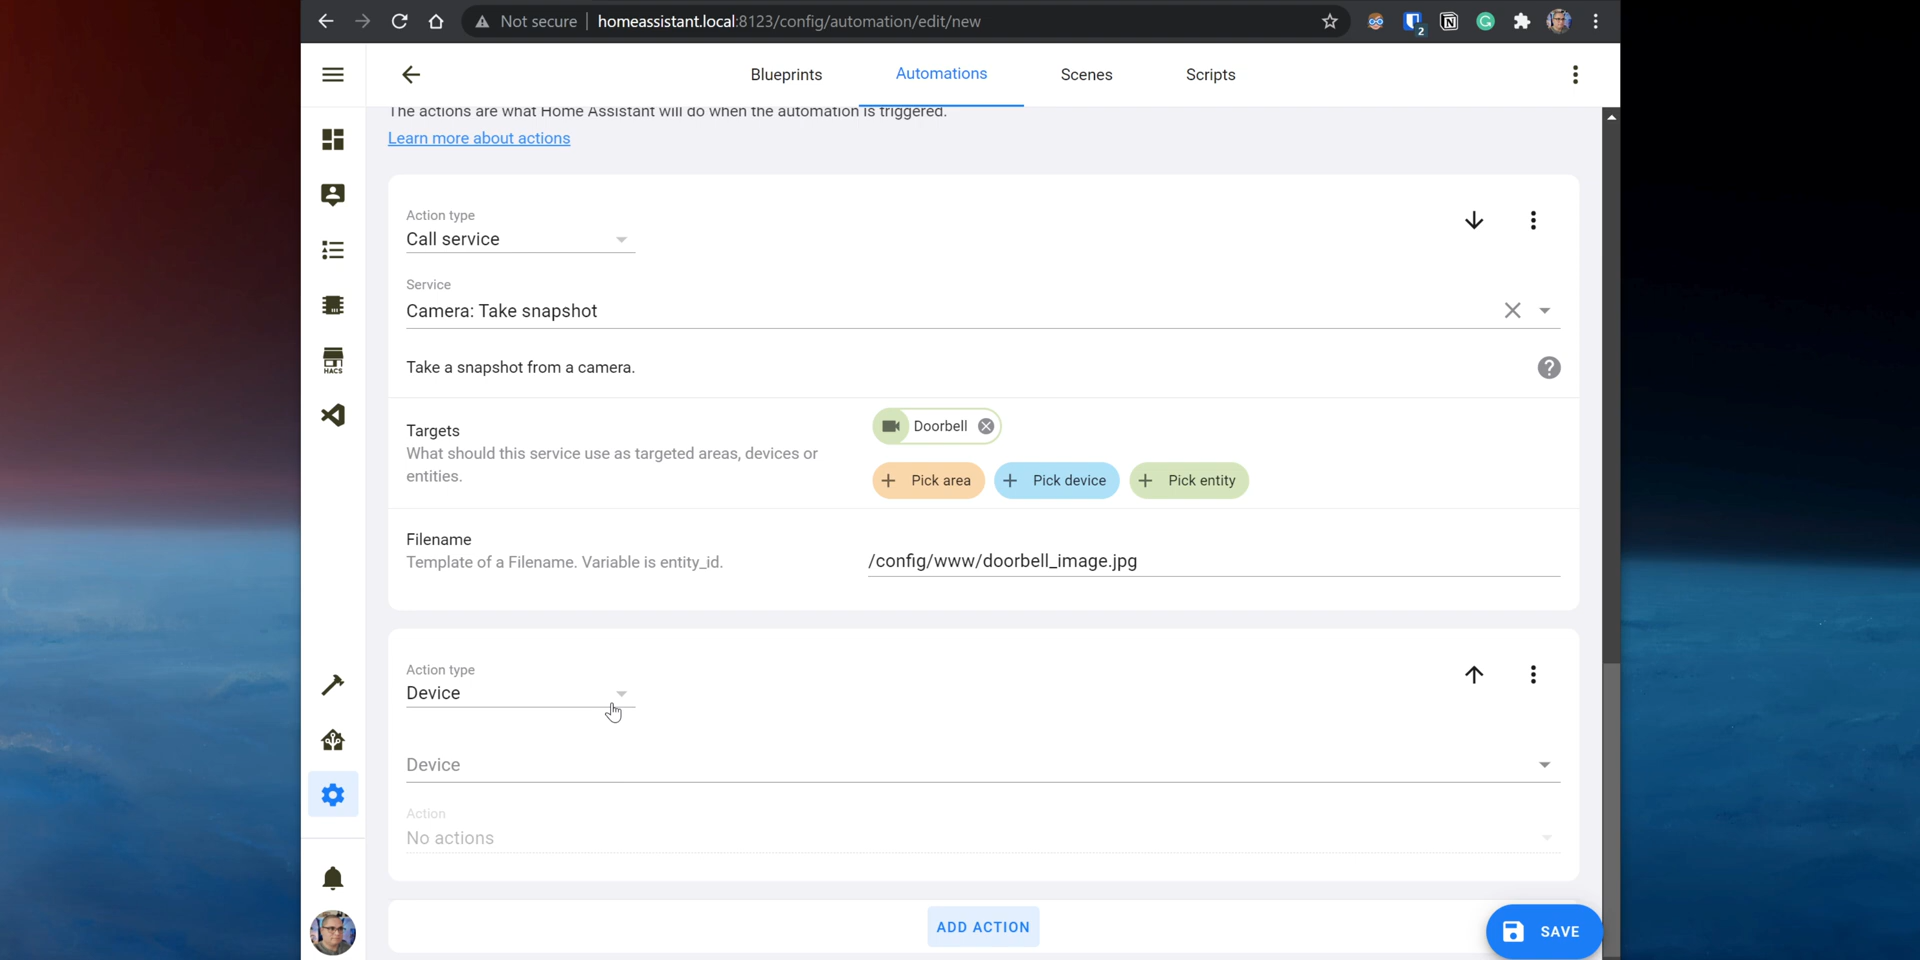 Not secure
homeassistant.local:8123/config/automation/edit/new
2
Blueprints
Automations
Scenes
Scripts
The actions are what Home Assistant will do when the automation is triggered.
Learn more about actions
HACS
Action type
Call service
Service
Camera: Take snapshot
Take a snapshot from a camera.
Targets
What should this service use as targeted areas, devices or
entities.
Doorbell
Pick area
Pick device
Pick entity
Filename
Template of a Filename. Variable is entity_id.
/config/www/doorbell_image.jpg
Action type
Device
Device
Action
No actions
ADD ACTION
SAVE